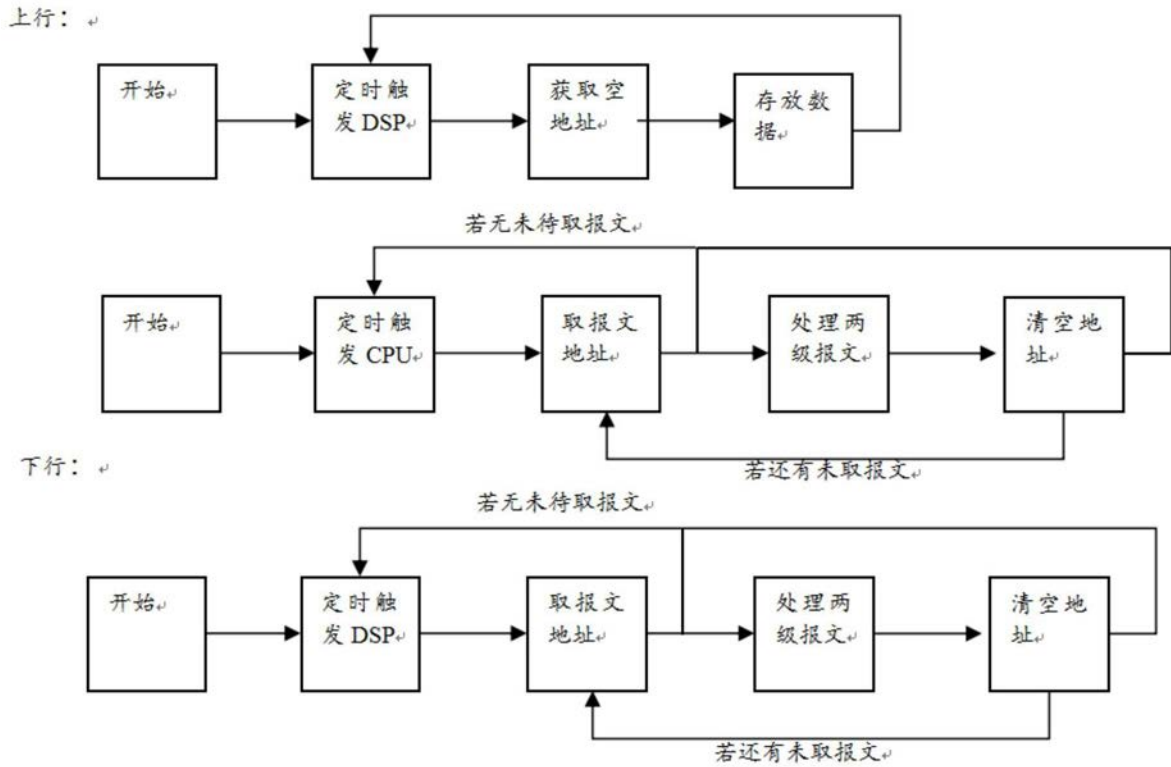 上行：
开始
定时触
发 DSP
获取空
地址
存放数
据
若无未待取报文
开始
定时触
发 CPU
取报文
地址
处理两
级报文
清空地
址
若还有未取报文
下行：
若无未待取报文
开始
定时触
发 DSP
取报文
地址
处理两
级报文
清空地
址
若还有未取报文